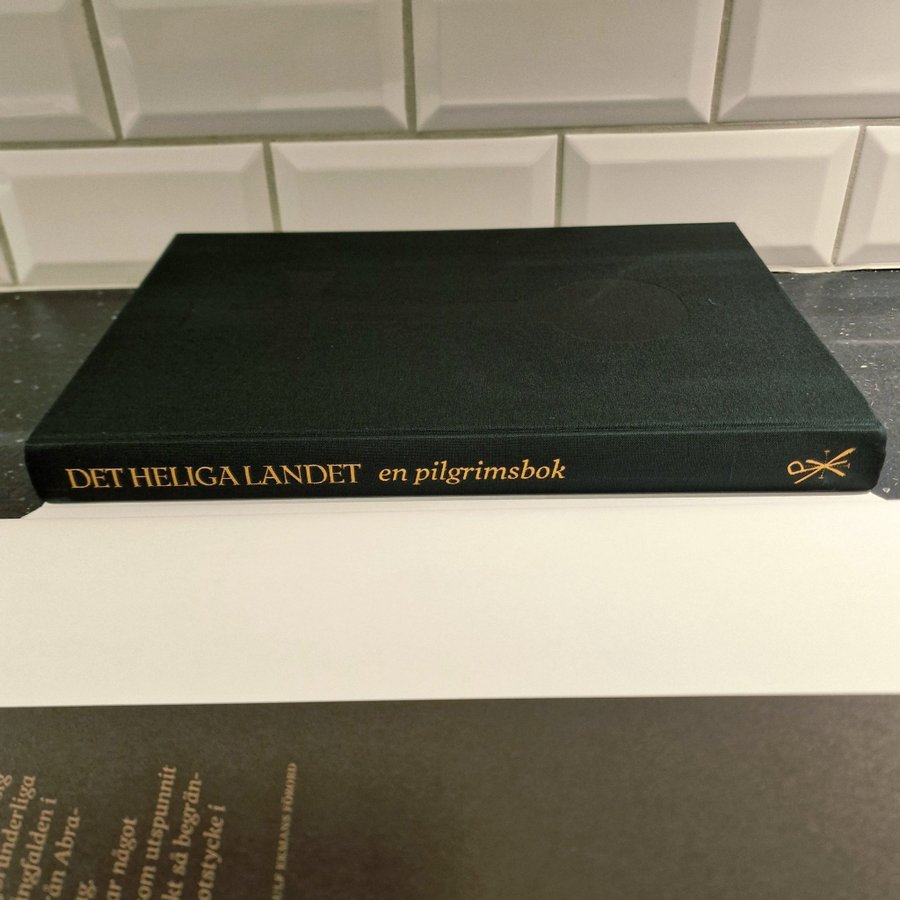 DET HELIGA LANDET en pilgrimsbok
underliga
ngfalden i
rån Abra-
ar något
om utspunnit
kt så begrän-
otstycke i
EKMANS FÖRORD